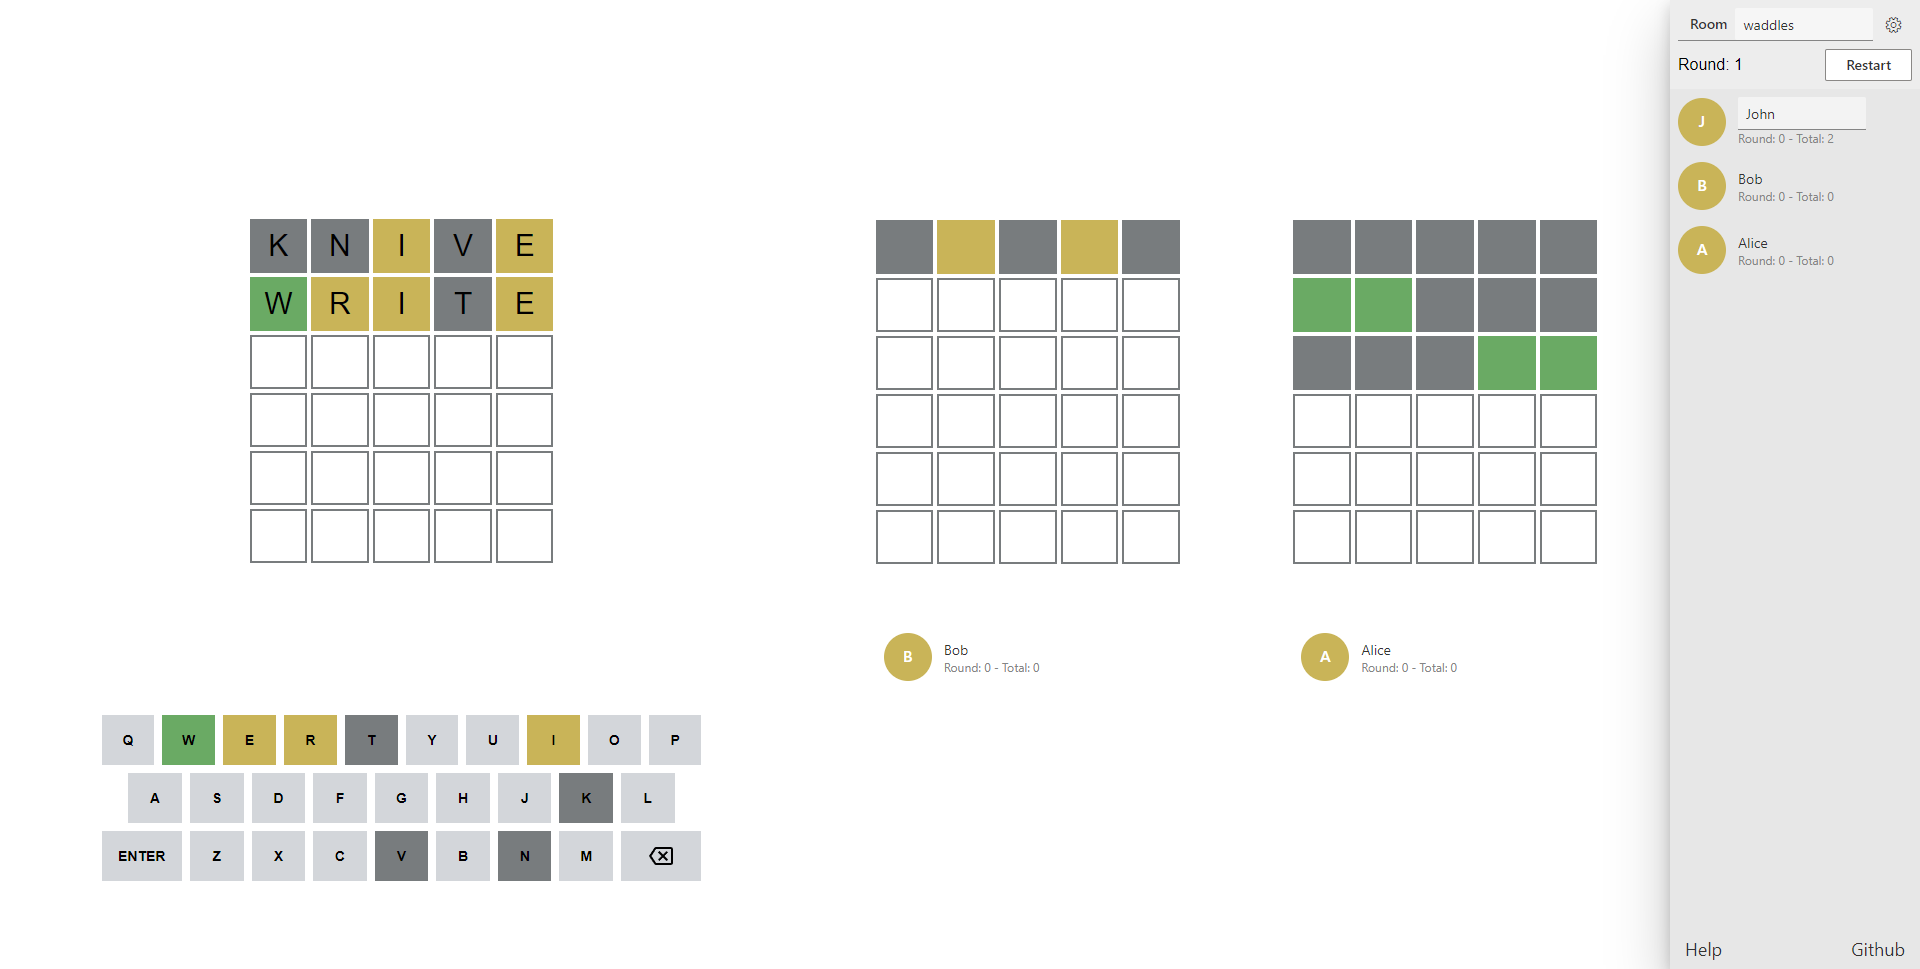 Room waddles
Round: 1 Restart
J John
Round: 0 - Total: 2
B Bob
Round: 0 - Total: 0
A Alice
Round: 0 - Total: 0
K N I V E
W R I T E
B Bob
Round: 0 - Total: 0
A Alice
Round: 0 - Total: 0
Q W E R T Y U I O P
A S D F G H J K L
ENTER Z X C V B N M
Help Github